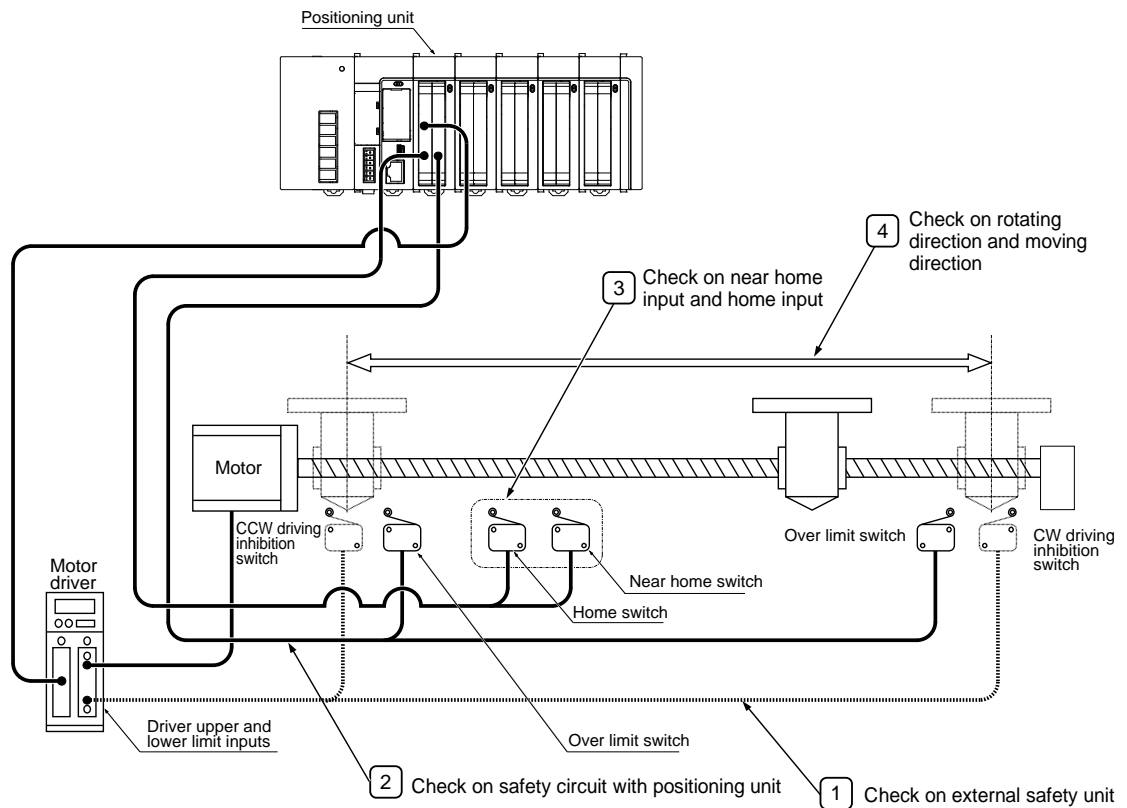 Positioning unit
4
Check on rotating
direction and moving
direction
3
Check on near home
input and home input
Motor
CCW driving
inhibition
switch
Over limit switch
CW driving
inhibition
switch
Motor
driver
Near home switch
Home switch
Driver upper and
lower limit inputs
Over limit switch
2
Check on safety circuit with positioning unit
1
Check on external safety unit